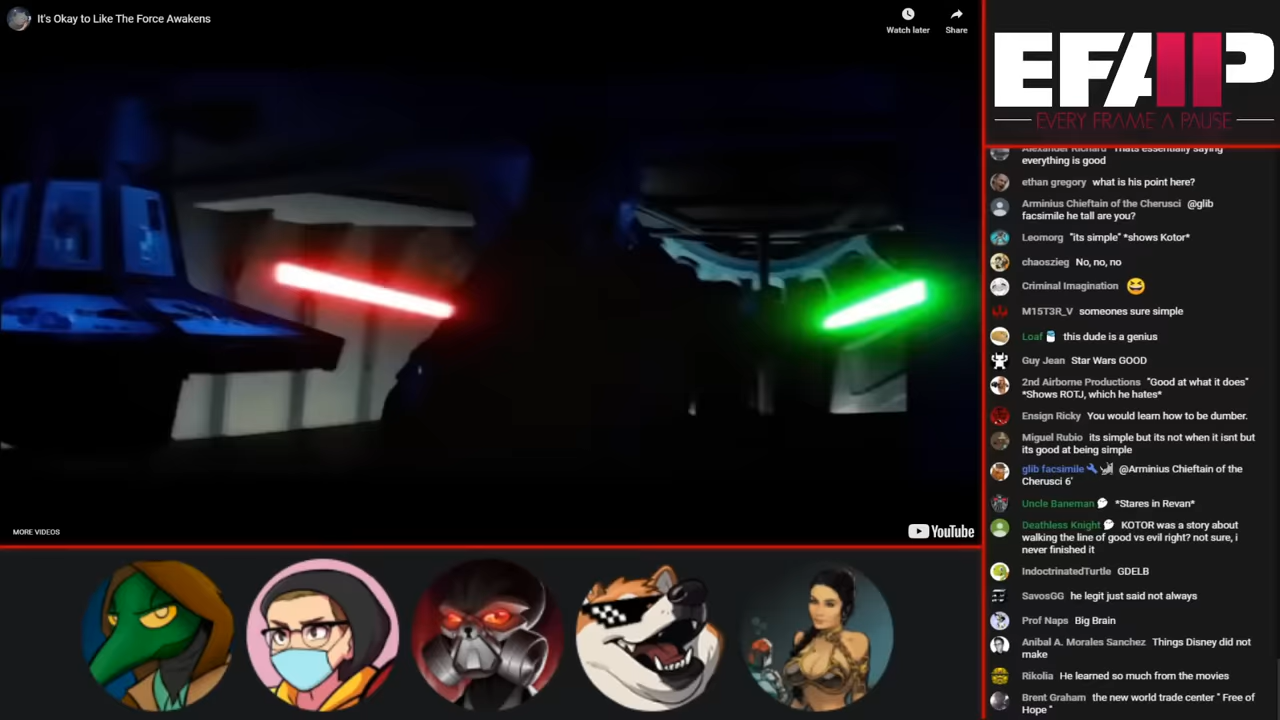 It's Okay to Like The Force Awakens
Watch later
Share
MORE VIDEOS
YouTube
EFAP
EVERY FRAME A PAUSE
Alexander Richard Thats essentially saying
everything is good
ethan gregory what is his point here?
Arminius Chieftain of the Cherusci @glib
facsimile he tall are you?
Leomorg "its simple" *shows Kotor*
chaoszieg No, no, no
Criminal Imagination 😆
M15T3R_V someones sure simple
Loaf this dude is a genius
Guy Jean Star Wars GOOD
2nd Airborne Productions "Good at what it does"
*Shows ROTJ, which he hates*
Ensign Ricky You would learn how to be dumber.
Miguel Rubio its simple but its not when it isnt but
its good at being simple
glib facsimile @Arminius Chieftain of the
Cherusci 6'
Uncle Baneman *Stares in Revan*
Deathless Knight KOTOR was a story about
walking the line of good vs evil right? not sure, i
never finished it
IndoctrinatedTurtle GDELB
SavosGG he legit just said not always
Prof Naps Big Brain
Anibal A. Morales Sanchez Things Disney did not
make
Rikolia He learned so much from the movies
Brent Graham the new world trade center " Free of
Hope "